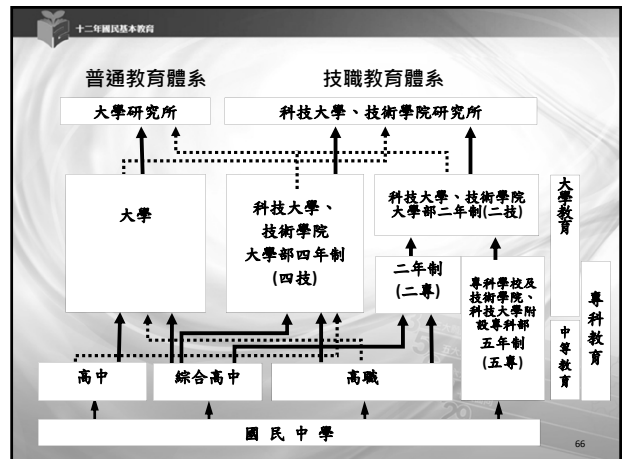 十二年國民基本教育
普通教育體系
技職教育體系
大學研究所
科技大學、技術學院研究所
大學
科技大學、
技術學院
大學部四年制
(四技)
科技大學、技術學院
大學部二年制(二技)
二年制
(二專)
專科學校及
技術學院、
科技大學附
設專科部
五年制
(五專)
大學教育
中等教育
專科教育
高中
綜合高中
高職
國民中學
66